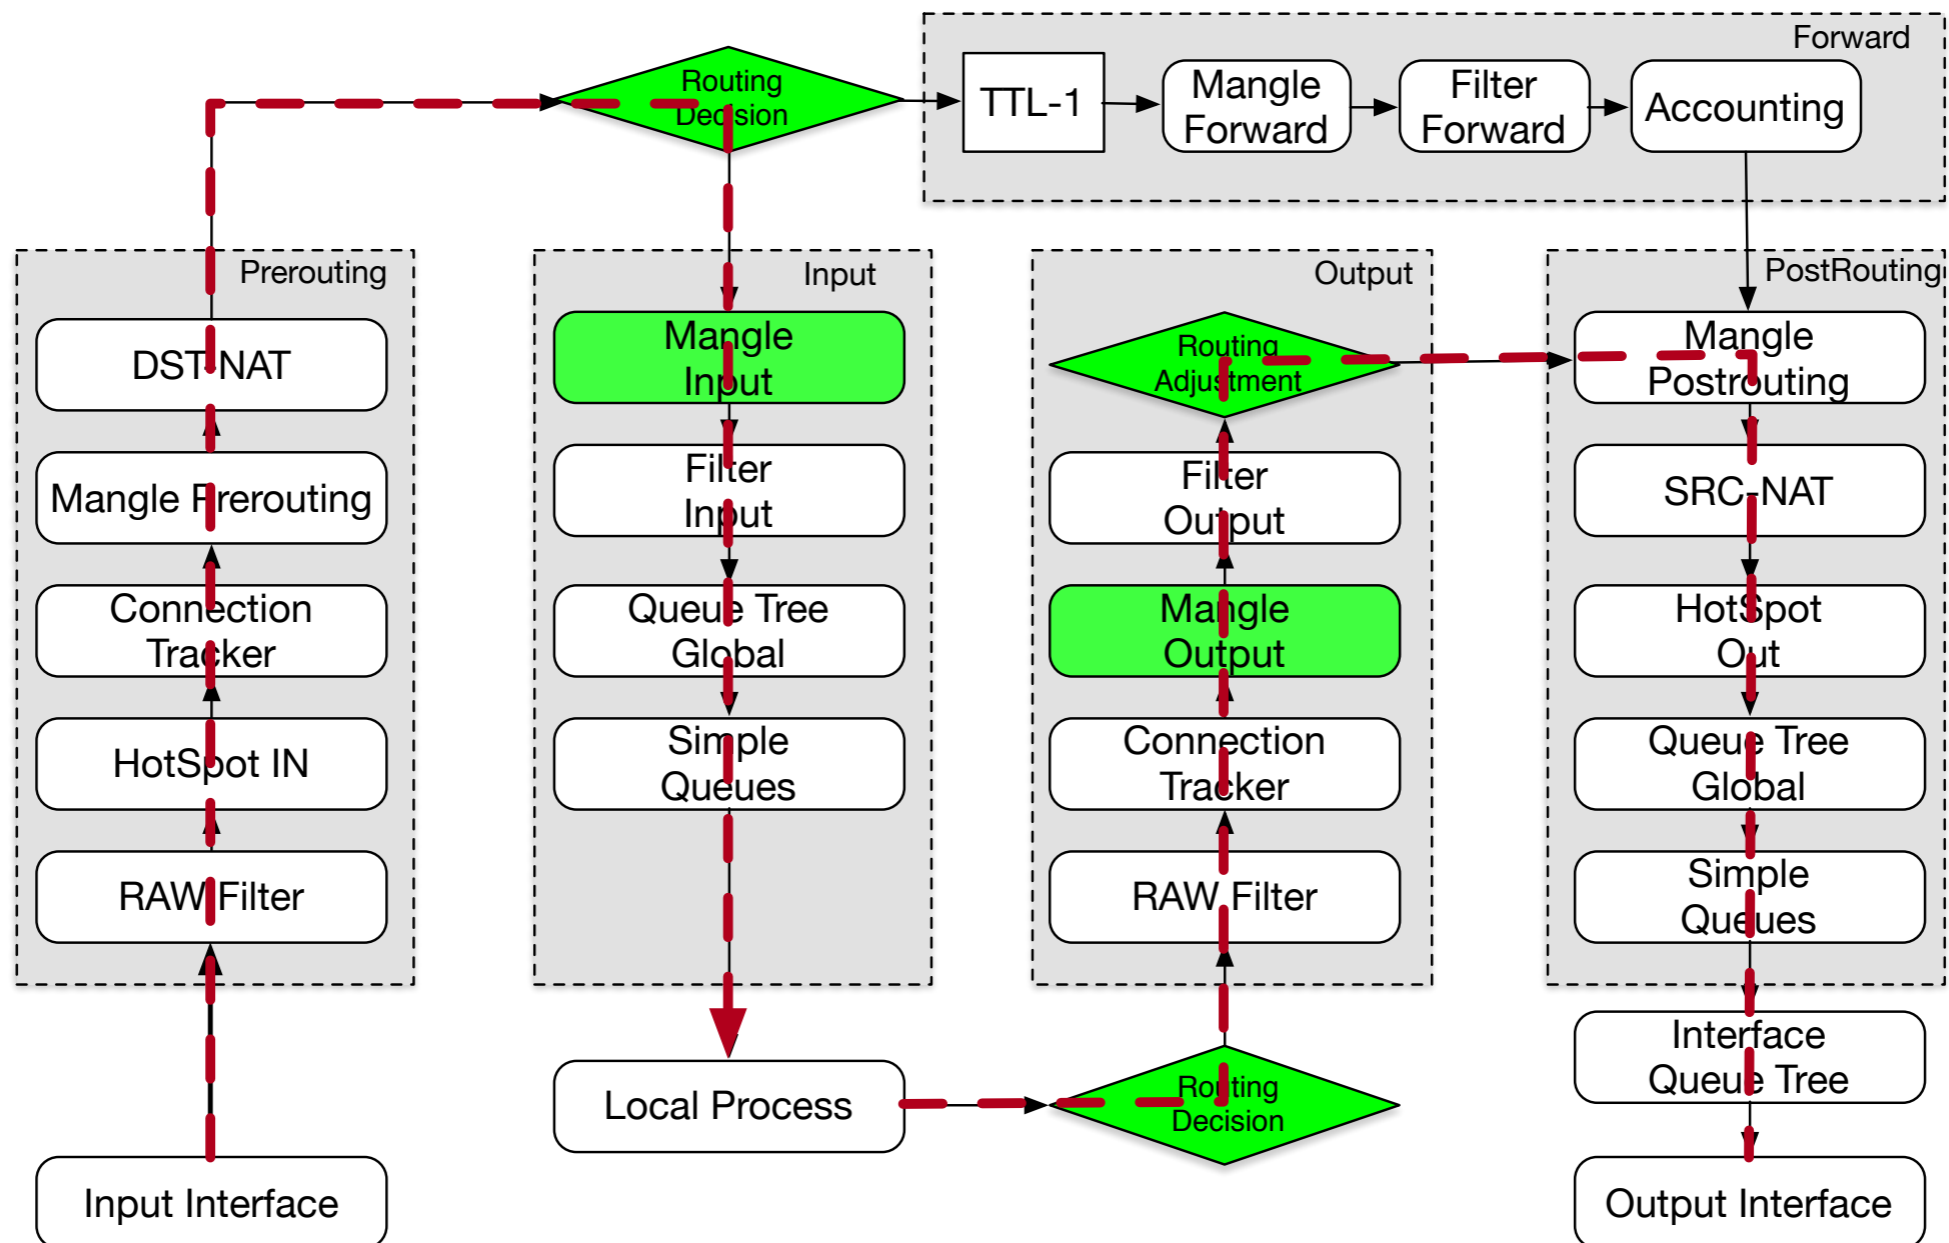 Forward
Routing
Decision
TTL-1
Mangle
Forward
Filter
Forward
Accounting
Prerouting
DST NAT
Mangle Prerouting
Connection
Tracker
HotSpot IN
RAW Filter
Input Interface
Input
Mangle
Input
Filter
Input
Queue Tree
Global
Simple
Queues
Local Process
Output
Routing
Adjustment
Filter
Output
Mangle
Output
Connection
Tracker
RAW Filter
Routing
Decision
PostRouting
Mangle
Postrouting
SRC-NAT
HotSpot
Out
Queue Tree
Global
Simple
Queues
Interface
Queue Tree
Output Interface